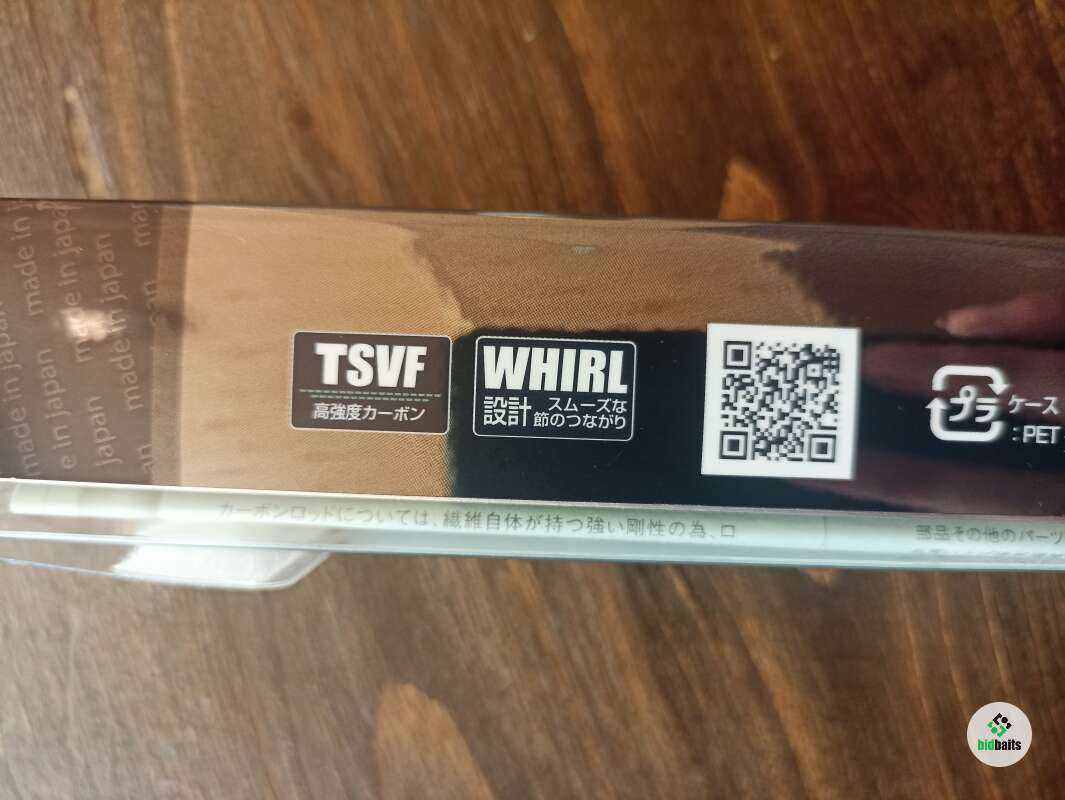 made in japan
made in japan
made in japan
TSVF
高強度カーボン
WHIRL
設計 スムーズな
節のつながり
プラ
ケース
:PET
カーボンロッドについては、繊維自体が持つ強い剛性の為、ロ
部品その他のパーツ
bidbaits